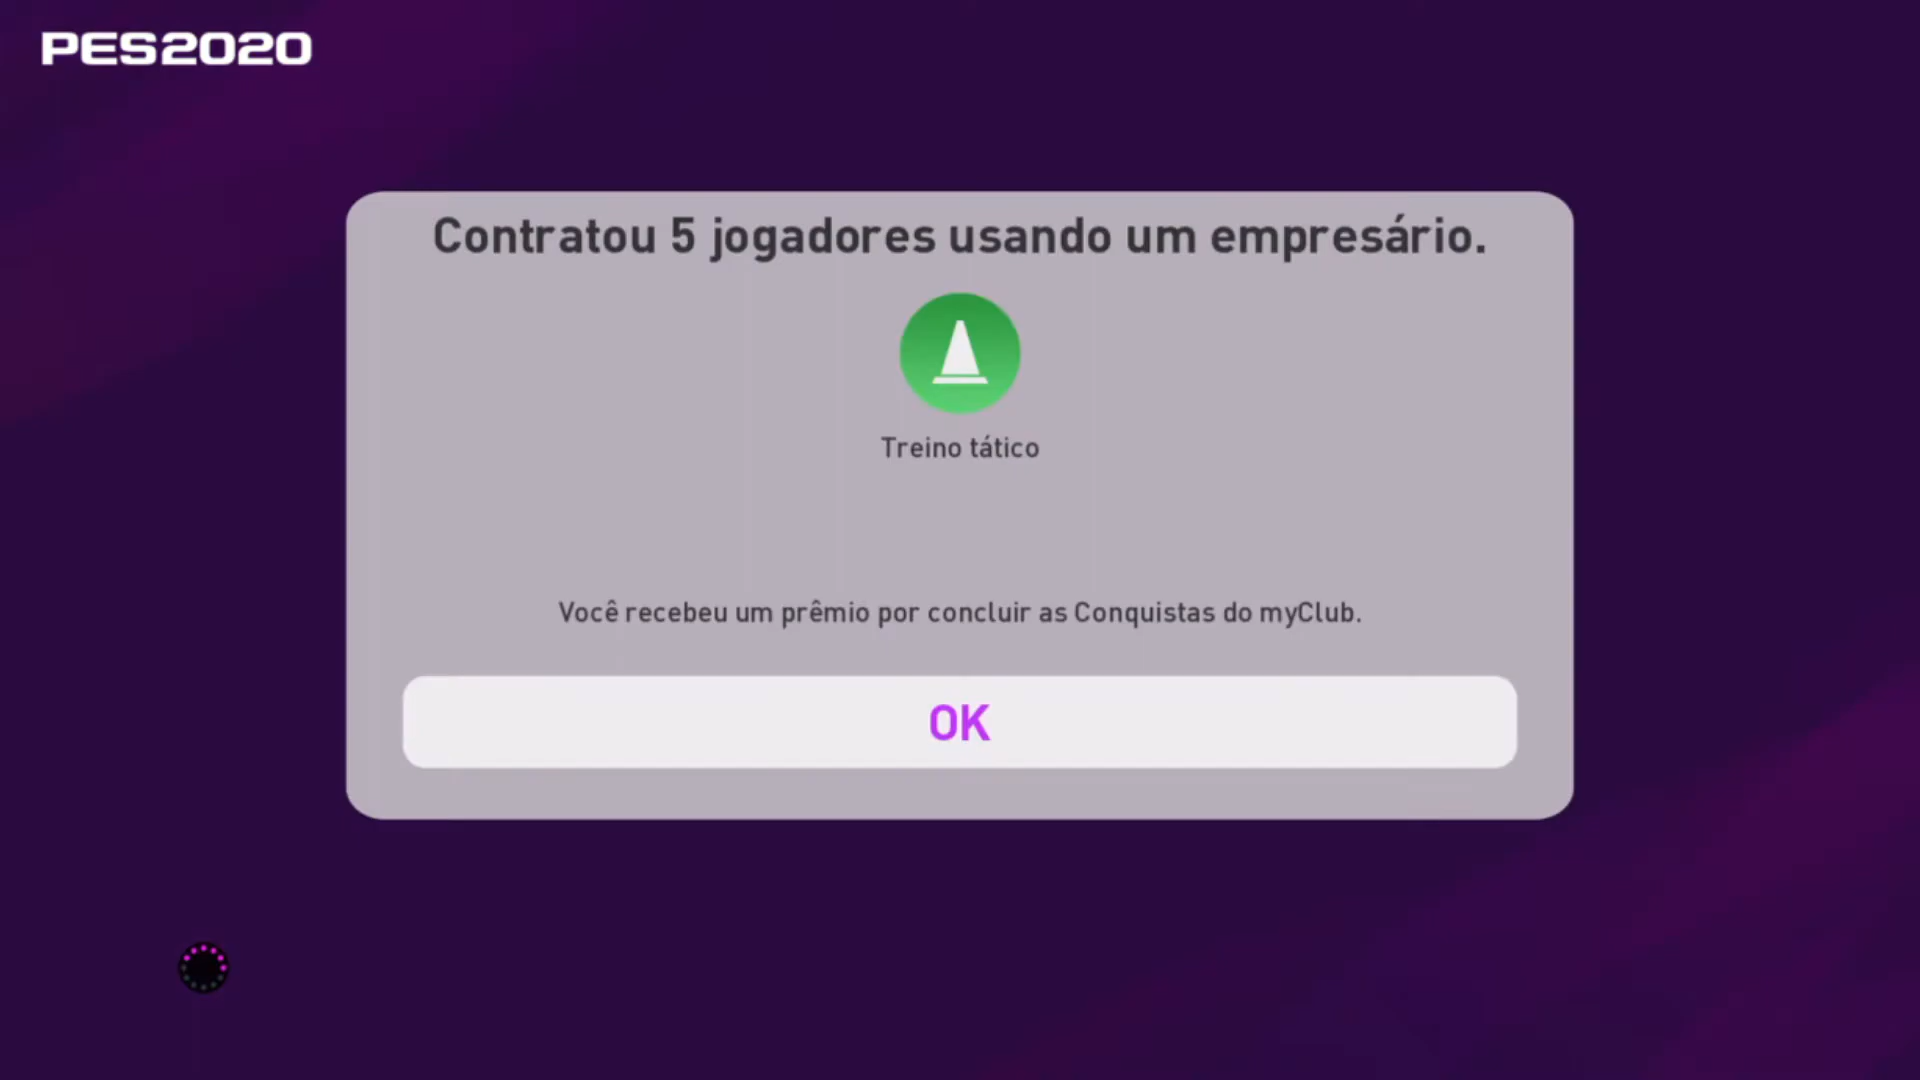 PES2020
Contratou 5 jogadores usando um empresário.
Treino tático
Você recebeu um prêmio por concluir as Conquistas do myClub.
OK